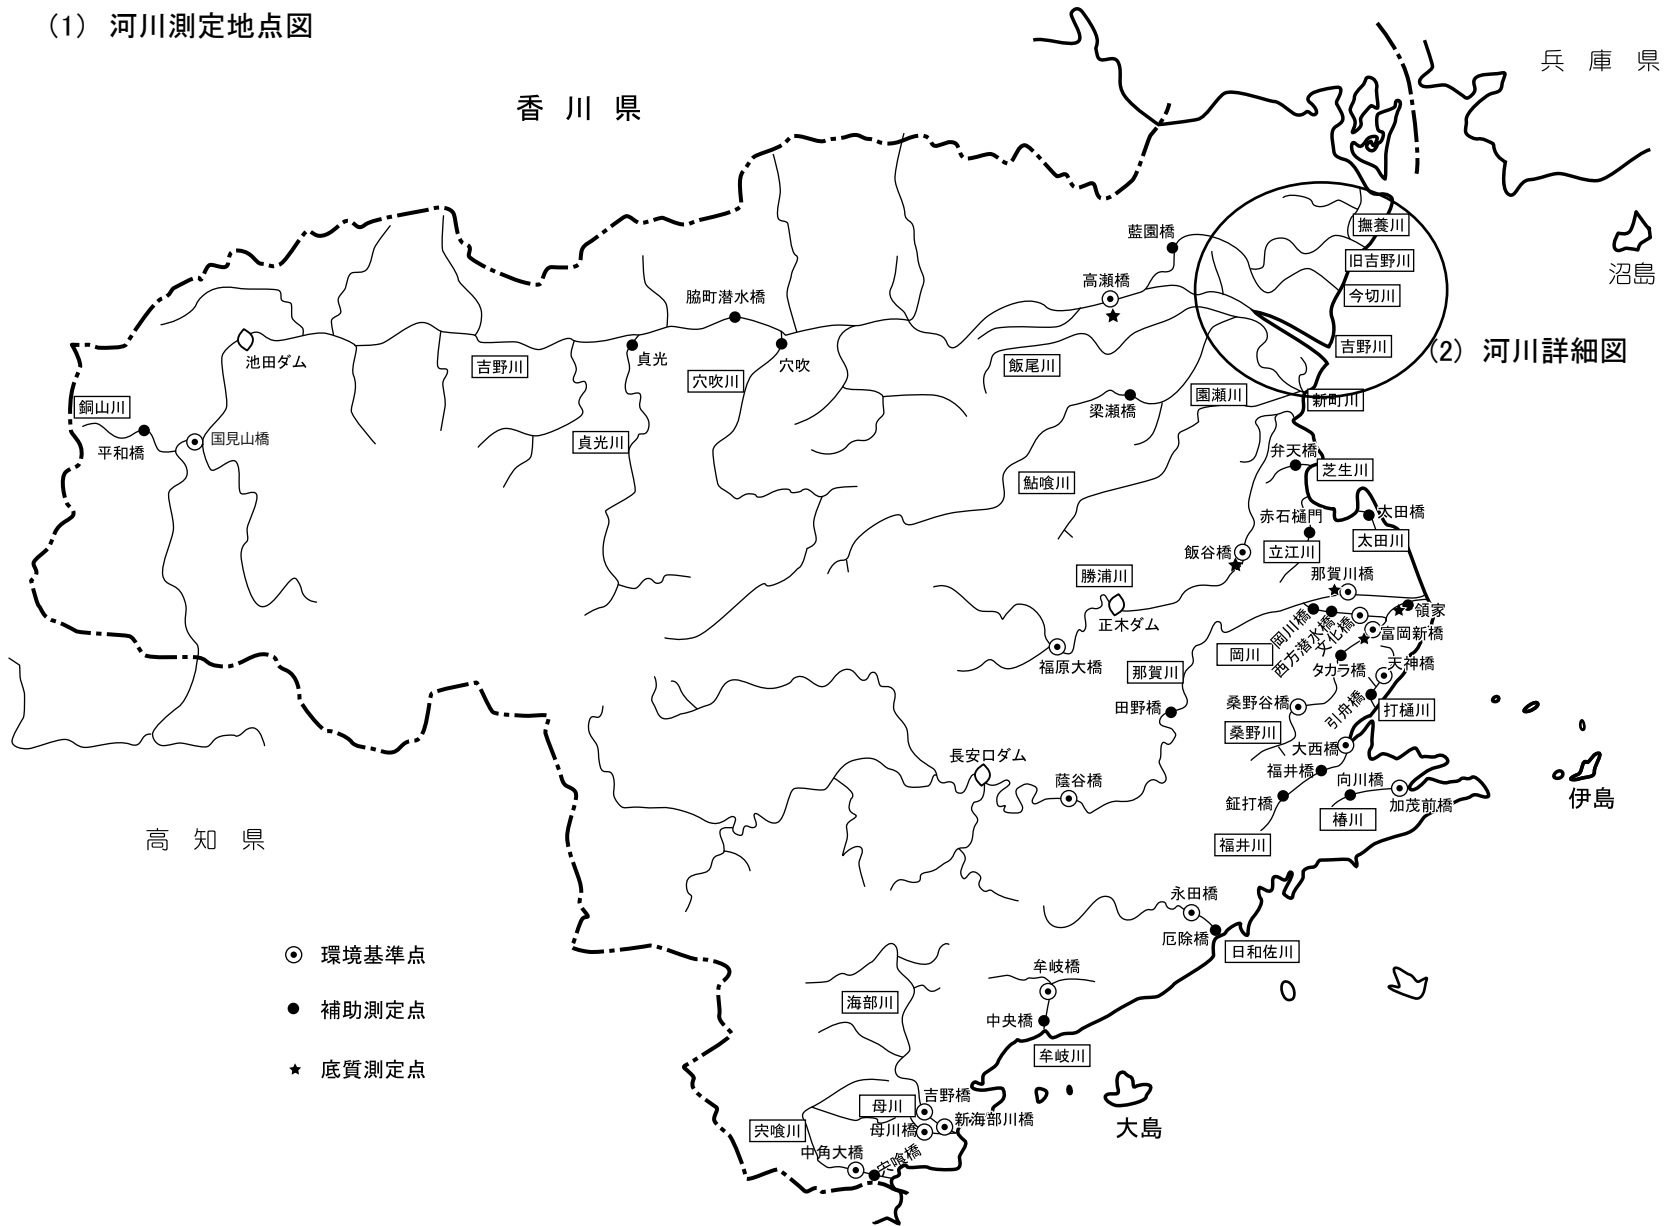 (1) 河川測定地点図
兵 庫 県
香 川 県
撫養川
藍園橋
旧吉野川
沼島
高瀬橋
今切川
脇町潜水橋
吉野川
(2) 河川詳細図
池田ダム
吉野川
貞光
穴吹
飯尾川
穴吹川
園瀬川
新町川
銅山川
梁瀬橋
国見山橋
貞光川
平和橋
弁天橋
芝生川
鮎喰川
赤石樋門
太田橋
太田川
飯谷橋
立江川
勝浦川
那賀川橋
正木ダム
岡川橋
西方潜水橋
文化橋
領家
富岡新橋
岡川
福原大橋
那賀川
タカラ橋
天神橋
桑野谷橋
引舟橋
打樋川
田野橋
桑野川
大西橋
長安口ダム
福井橋
蔭谷橋
向川橋
伊島
鉦打橋
加茂前橋
椿川
高 知 県
福井川
永田橋
厄除橋
日和佐川
環境基準点
牟岐橋
海部川
補助測定点
中央橋
牟岐川
底質測定点
吉野橋
母川
新海部川橋
大島
宍喰川
母川橋
中角大橋
宍喰橋